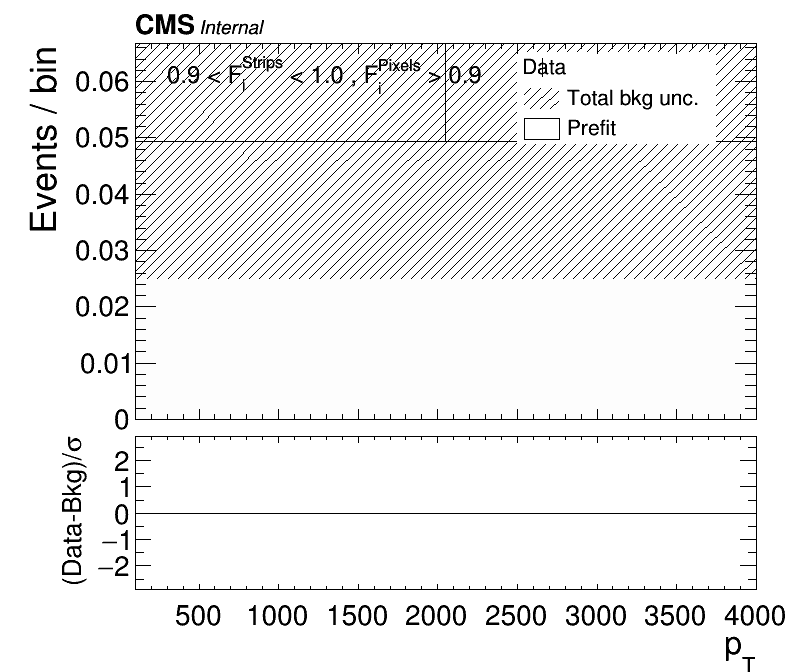 CMS Internal
Events / bin
0.9 < F_i^Strips < 1.0 , F_i^Pixels > 0.9
Data
Total bkg unc.
Prefit
0.06
0.05
0.04
0.03
0.02
0.01
0
(Data-Bkg)/σ
2
1
0
−1
−2
500 1000 1500 2000 2500 3000 3500 4000
p_T